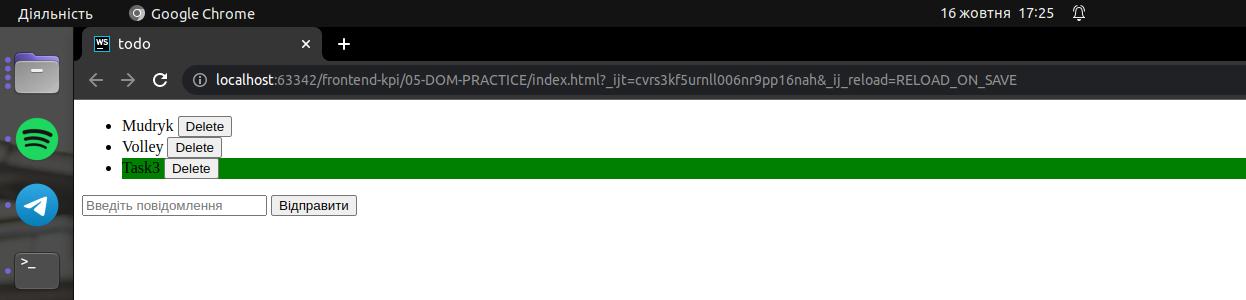 Діяльність Google Chrome 16 жовтня 17:25
WS todo
localhost:63342/frontend-kpi/05-DOM-PRACTICE/index.html?_ijt=cvrs3kf5urnll006nr9pp16nah&_ij_reload=RELOAD_ON_SAVE
Mudryk Delete
Volley Delete
Task3 Delete
Введіть повідомлення Відправити
>_